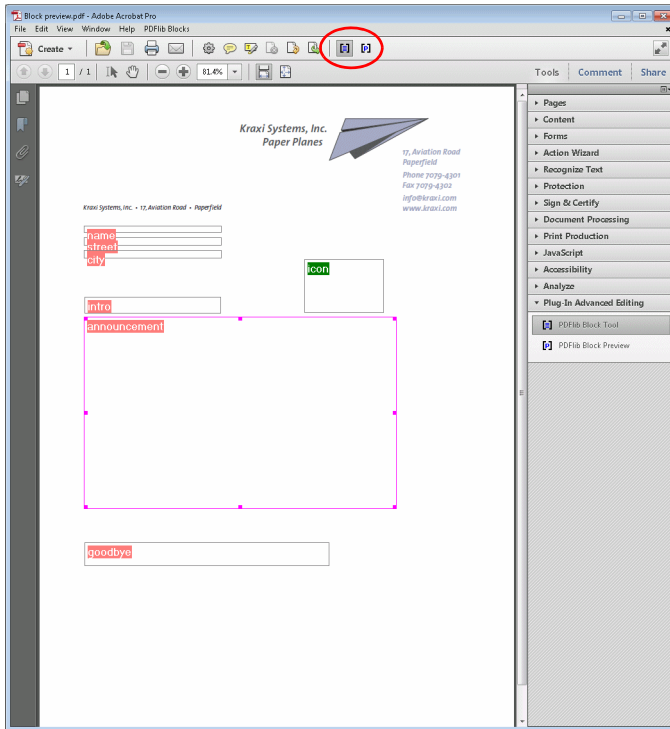 Block preview.pdf - Adobe Acrobat Pro
File Edit View Window Help PDFlib Blocks
Create
1 / 1 81.4% Tools Comment Share
Kraxi Systems, Inc.
Paper Planes
17, Aviation Road
Paperfield
Phone 7079-4301
Fax 7079-4302
info@kraxi.com
www.kraxi.com
Kraxi Systems, Inc. • 17, Aviation Road • Paperfield
name
street
city
icon
intro
announcement
goodbye
Pages
Content
Forms
Action Wizard
Recognize Text
Protection
Sign & Certify
Document Processing
Print Production
JavaScript
Accessibility
Analyze
Plug-In Advanced Editing
PDFlib Block Tool
PDFlib Block Preview